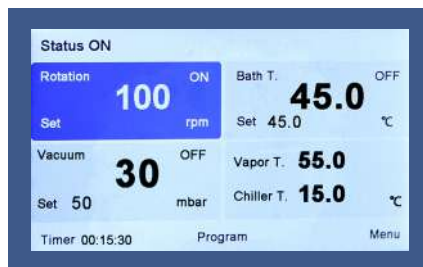 Status ON
Rotation ON
100
Set rpm
Bath T. OFF
45.0
Set 45.0 ℃
Vacuum OFF
30
Set 50 mbar
Vapor T. 55.0
Chiller T. 15.0 ℃
Timer 00:15:30 Program Menu